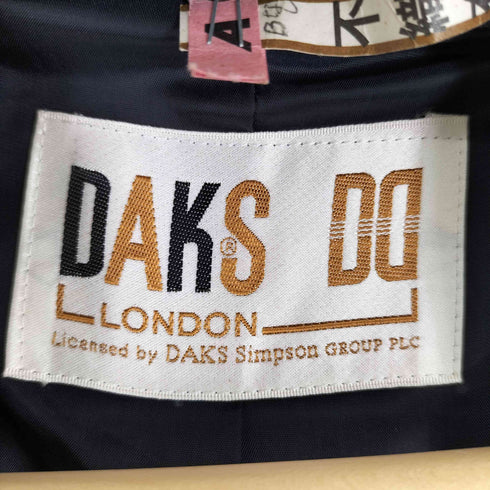 A
DAKS® DD
LONDON
Licensed by DAKS Simpson GROUP PLC